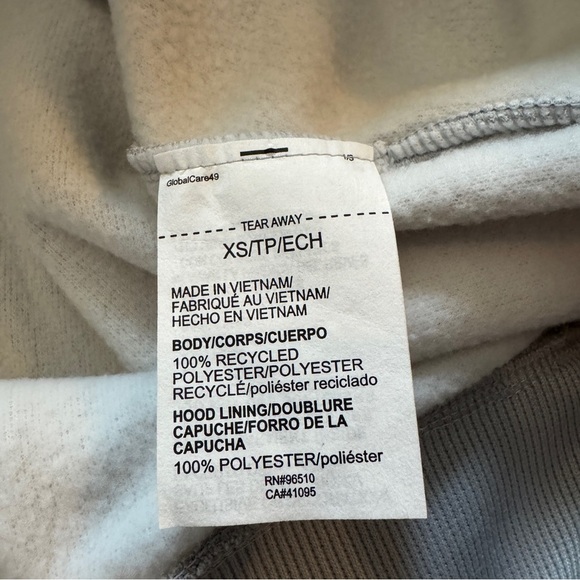 1/3
GlobalCare49
TEAR AWAY
XS/TP/ECH
MADE IN VIETNAM/
FABRIQUÉ AU VIETNAM/
HECHO EN VIETNAM
BODY/CORPS/CUERPO
100% RECYCLED
POLYESTER/POLYESTER
RECYCLÉ/poliéster reciclado
HOOD LINING/DOUBLURE
CAPUCHE/FORRO DE LA
CAPUCHA
100% POLYESTER/poliéster
RN#96510
CA#41095